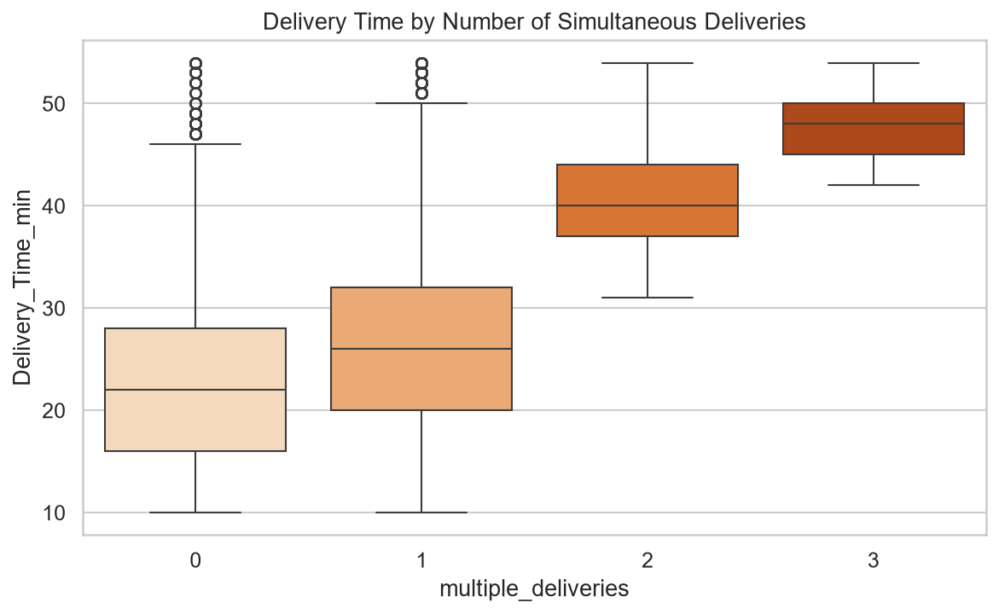 Delivery Time by Number of Simultaneous Deliveries
Delivery_Time_min
50
40
30
20
10
0 1 2 3
multiple_deliveries